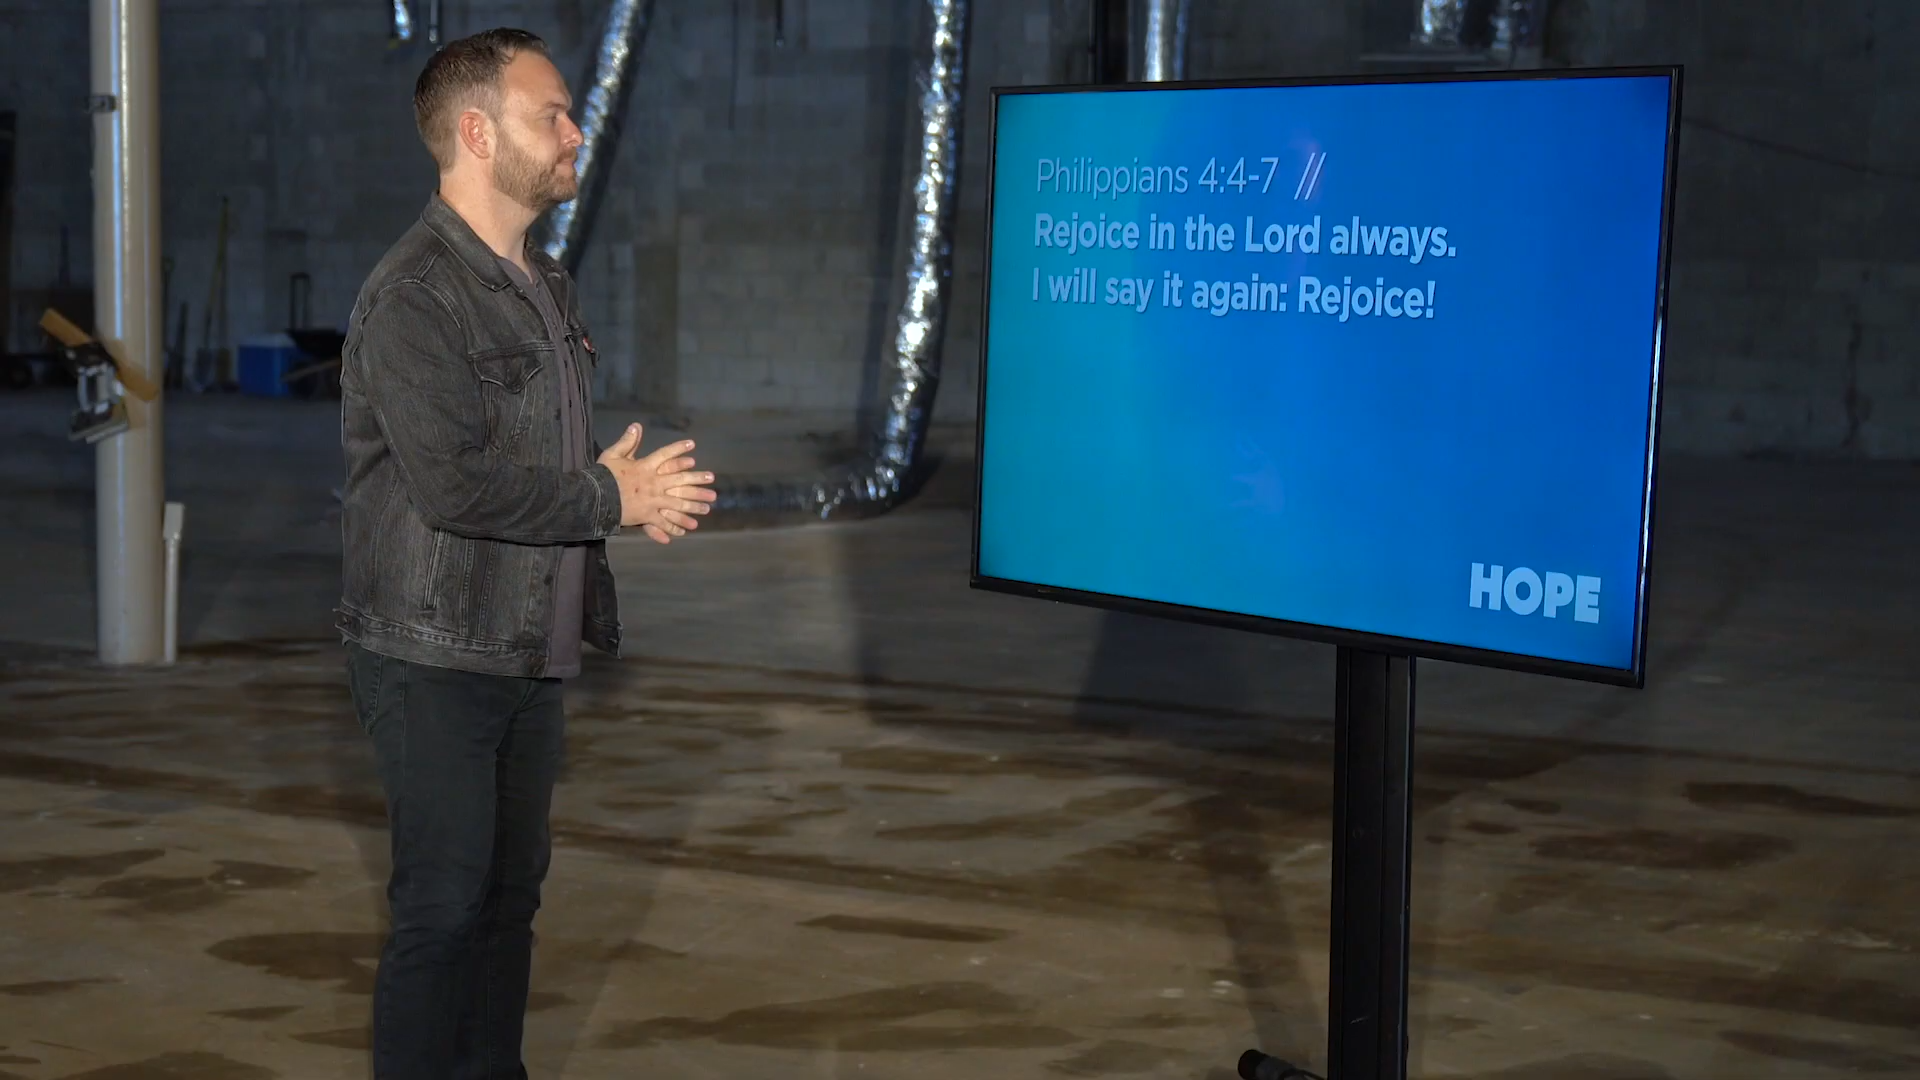 Philippians 4:4-7 //
Rejoice in the Lord always.
I will say it again: Rejoice!
HOPE